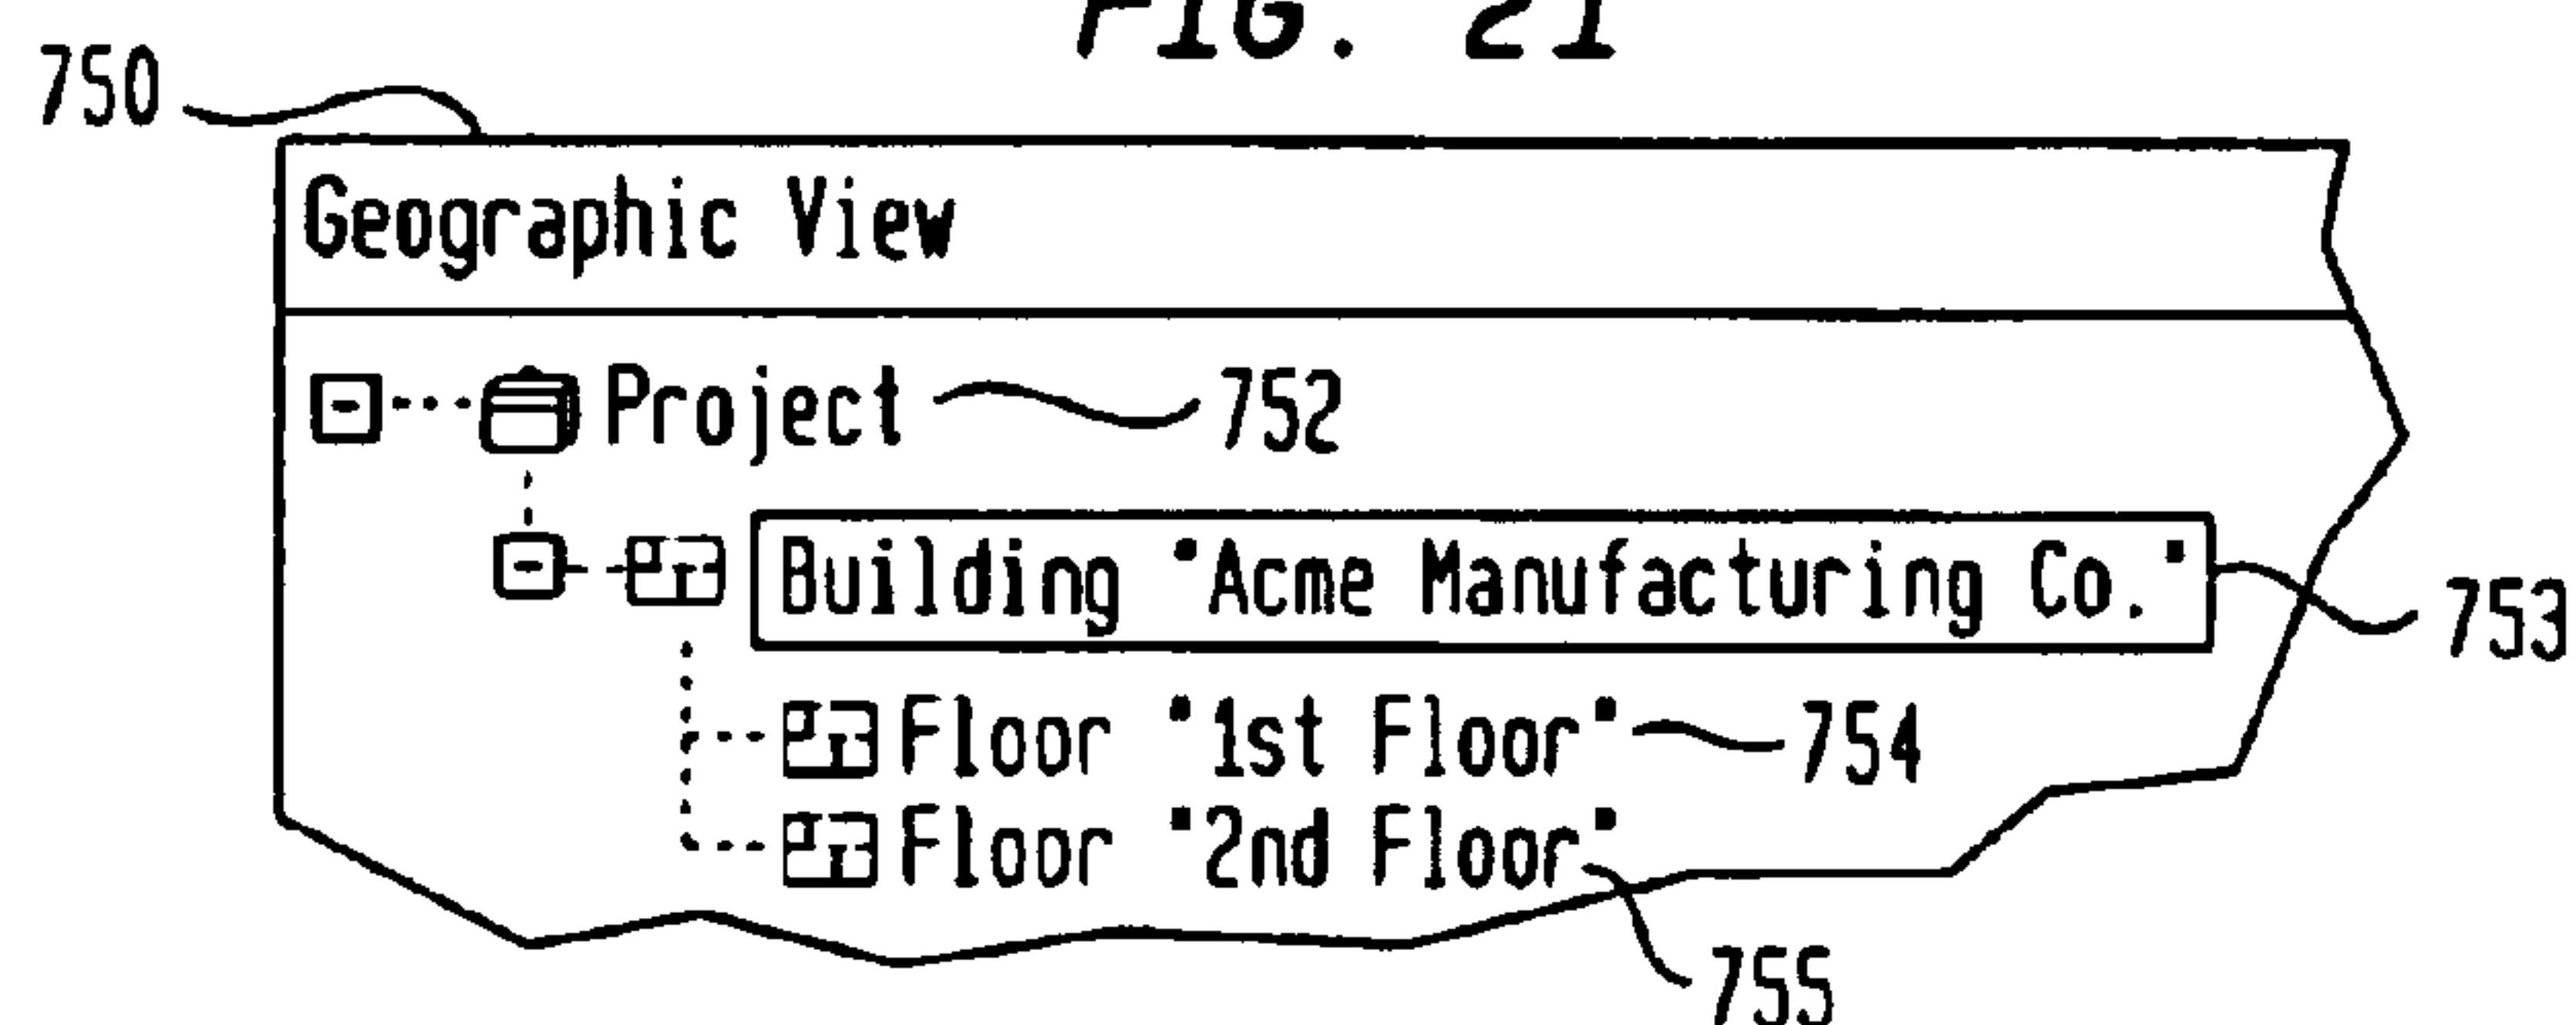 FIG. 21
750
Geographic View
Project 752
Building "Acme Manufacturing Co." 753
Floor "1st Floor" 754
Floor "2nd Floor"
755